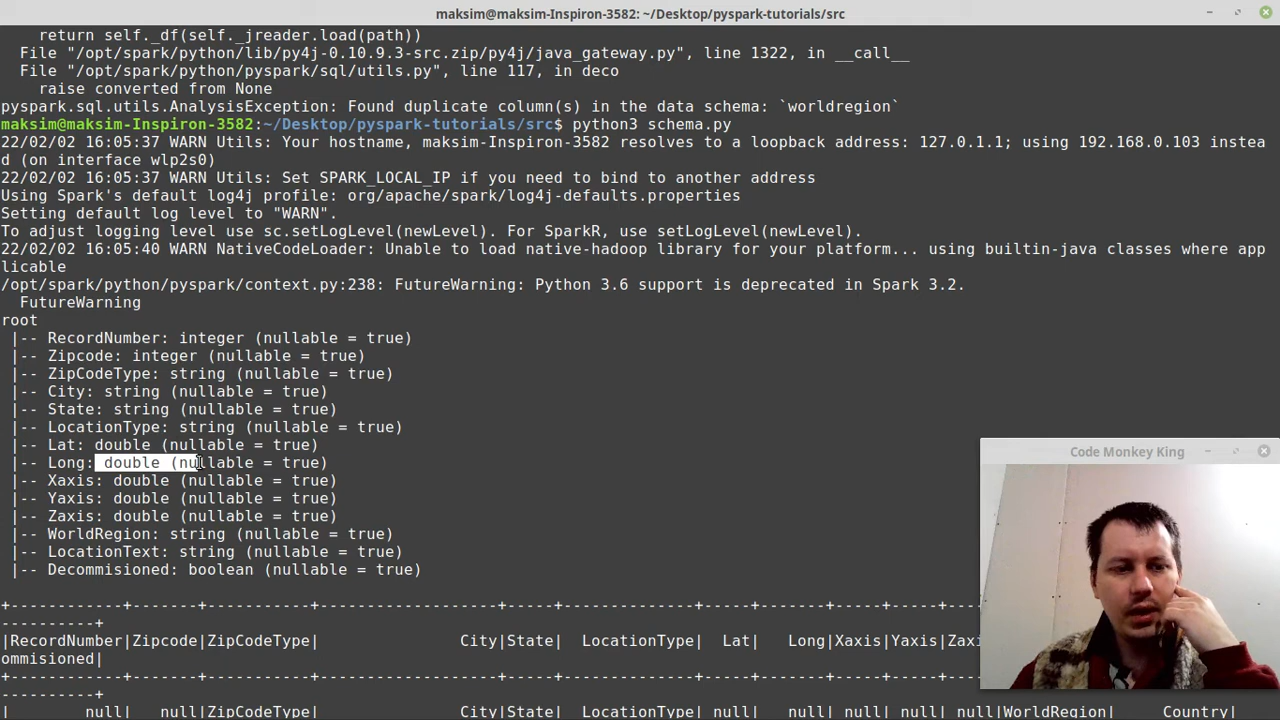 maksim@maksim-Inspiron-3582: ~/Desktop/pyspark-tutorials/src
return self._df(self._jreader.load(path))
File "/opt/spark/python/lib/py4j-0.10.9.3-src.zip/py4j/java_gateway.py", line 1322, in __call__
File "/opt/spark/python/pyspark/sql/utils.py", line 117, in deco
raise converted from None
pyspark.sql.utils.AnalysisException: Found duplicate column(s) in the data schema: `worldregion`
maksim@maksim-Inspiron-3582:~/Desktop/pyspark-tutorials/src$ python3 schema.py
22/02/02 16:05:37 WARN Utils: Your hostname, maksim-Inspiron-3582 resolves to a loopback address: 127.0.1.1; using 192.168.0.103 instea
d (on interface wlp2s0)
22/02/02 16:05:37 WARN Utils: Set SPARK_LOCAL_IP if you need to bind to another address
Using Spark's default log4j profile: org/apache/spark/log4j-defaults.properties
Setting default log level to "WARN".
To adjust logging level use sc.setLogLevel(newLevel). For SparkR, use setLogLevel(newLevel).
22/02/02 16:05:40 WARN NativeCodeLoader: Unable to load native-hadoop library for your platform... using builtin-java classes where app
licable
/opt/spark/python/pyspark/context.py:238: FutureWarning: Python 3.6 support is deprecated in Spark 3.2.
FutureWarning
root
|-- RecordNumber: integer (nullable = true)
|-- Zipcode: integer (nullable = true)
|-- ZipCodeType: string (nullable = true)
|-- City: string (nullable = true)
|-- State: string (nullable = true)
|-- LocationType: string (nullable = true)
|-- Lat: double (nullable = true)
|-- Long: double (nullable = true)
|-- Xaxis: double (nullable = true)
|-- Yaxis: double (nullable = true)
|-- Zaxis: double (nullable = true)
|-- WorldRegion: string (nullable = true)
|-- LocationText: string (nullable = true)
|-- Decommisioned: boolean (nullable = true)
+------------+-------+-----------+-------------------+-----+--------------+-----+-------+-----+-----+---
----------+
|RecordNumber|Zipcode|ZipCodeType| City|State| LocationType| Lat| Long|Xaxis|Yaxis|Zax
ommisioned|
+------------+-------+-----------+-------------------+-----+--------------+-----+-------+-----+-----+---
----------+
| null| null|ZipCodeType| City|State| LocationType| null| null| null| null| null|WorldRegion| Country|
Code Monkey King